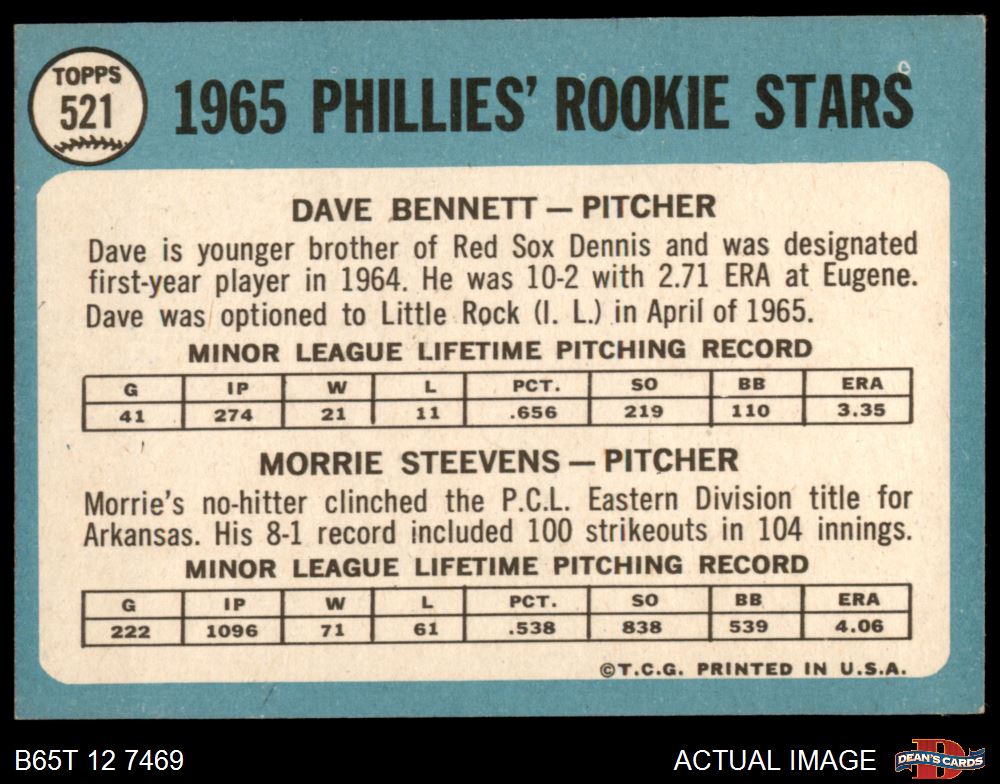 TOPPS
521
1965 PHILLIES' ROOKIE STARS
DAVE BENNETT — PITCHER
Dave is younger brother of Red Sox Dennis and was designated
first-year player in 1964. He was 10-2 with 2.71 ERA at Eugene.
Dave was optioned to Little Rock (I. L.) in April of 1965.
MINOR LEAGUE LIFETIME PITCHING RECORD
G IP W L PCT. SO BB ERA
41 274 21 11 .656 219 110 3.35
MORRIE STEEVENS — PITCHER
Morrie's no-hitter clinched the P.C.L. Eastern Division title for
Arkansas. His 8-1 record included 100 strikeouts in 104 innings.
MINOR LEAGUE LIFETIME PITCHING RECORD
G IP W L PCT. SO BB ERA
222 1096 71 61 .538 838 539 4.06
©T.C.G. PRINTED IN U.S.A.
B65T 12 7469
ACTUAL IMAGE
D
DEAN'S CARDS